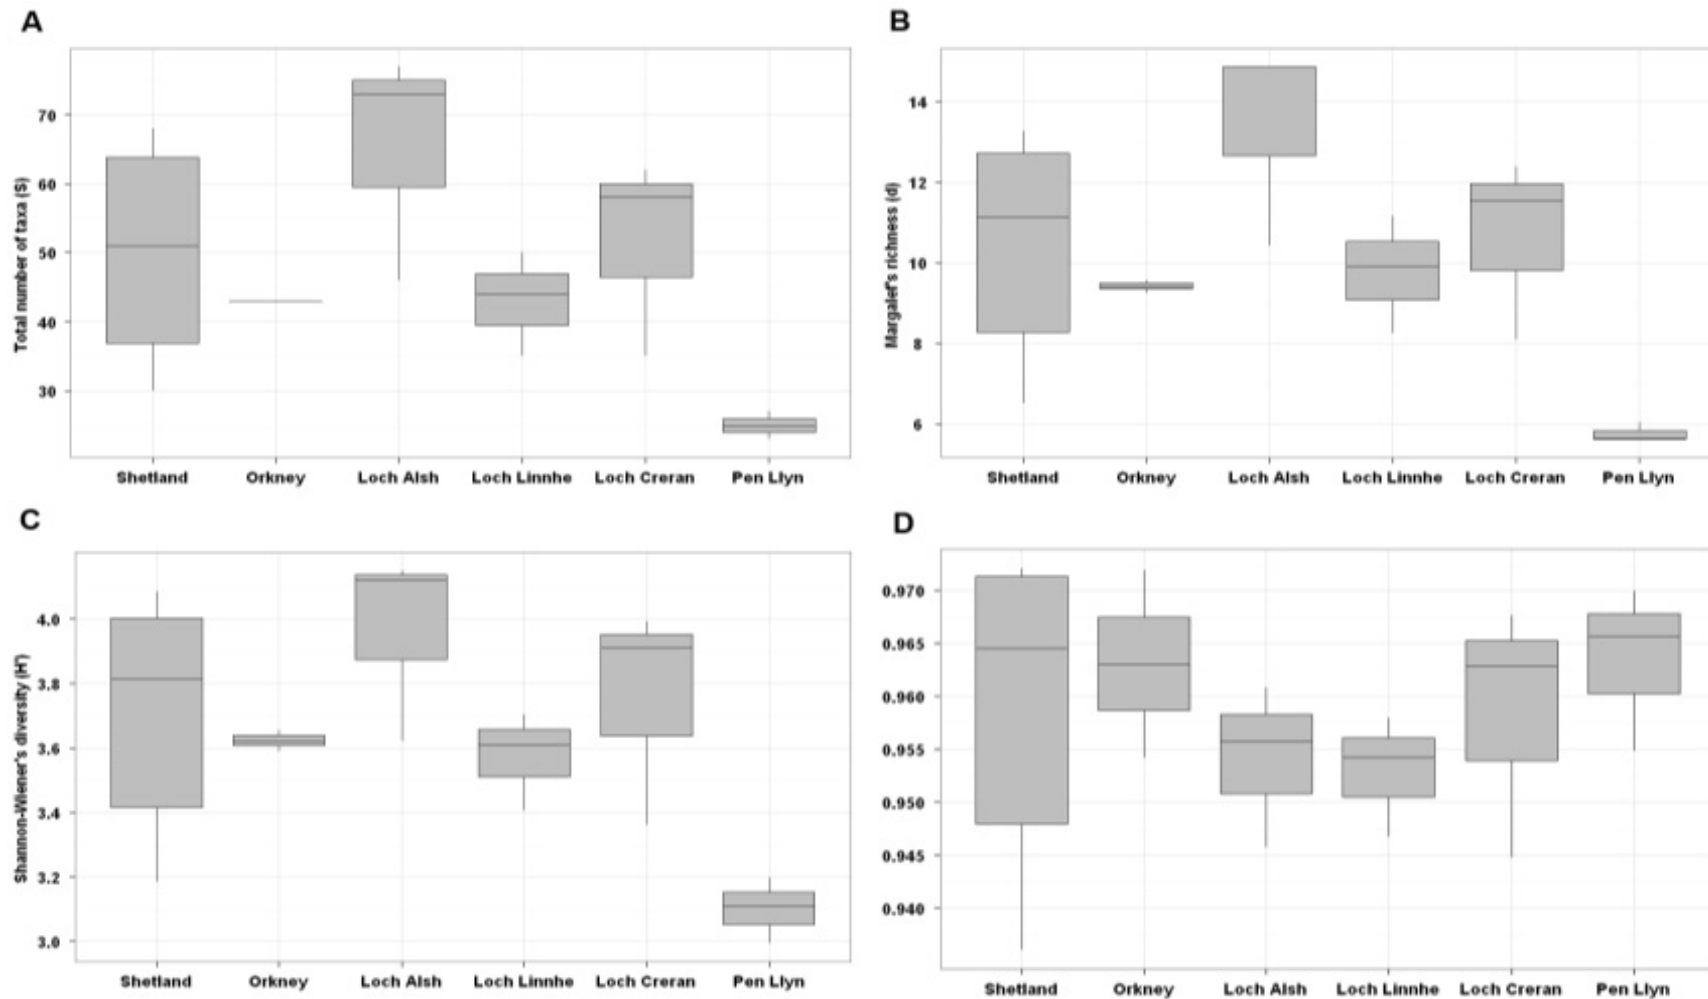 A
Total number of taxa (S)
70
60
50
40
30
Shetland Orkney Loch Alsh Loch Linnhe Loch Creran Pen Llyn
B
Margalef's richness (d)
14
12
10
8
6
Shetland Orkney Loch Alsh Loch Linnhe Loch Creran Pen Llyn
C
Shannon-Wiener's diversity (H')
4.0
3.8
3.6
3.4
3.2
3.0
Shetland Orkney Loch Alsh Loch Linnhe Loch Creran Pen Llyn
D
0.970
0.965
0.960
0.955
0.950
0.945
0.940
Shetland Orkney Loch Alsh Loch Linnhe Loch Creran Pen Llyn